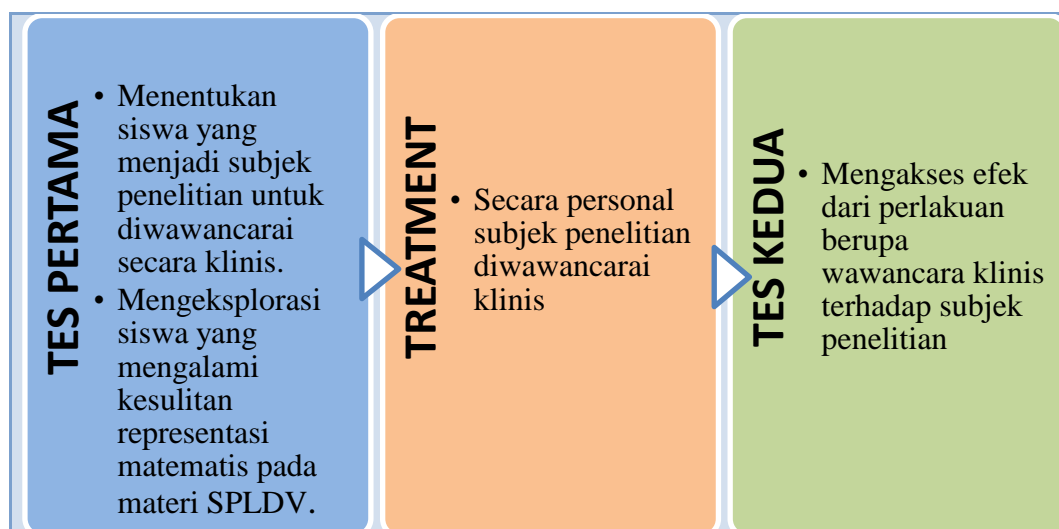 TES PERTAMA
• Menentukan
siswa yang
menjadi subjek
penelitian untuk
diwawancarai
secara klinis.
• Mengeksplorasi
siswa yang
mengalami
kesulitan
representasi
matematis pada
materi SPLDV.
TREATMENT
• Secara personal
subjek penelitian
diwawancarai
klinis
TES KEDUA
• Mengakses efek
dari perlakuan
berupa
wawancara klinis
terhadap subjek
penelitian